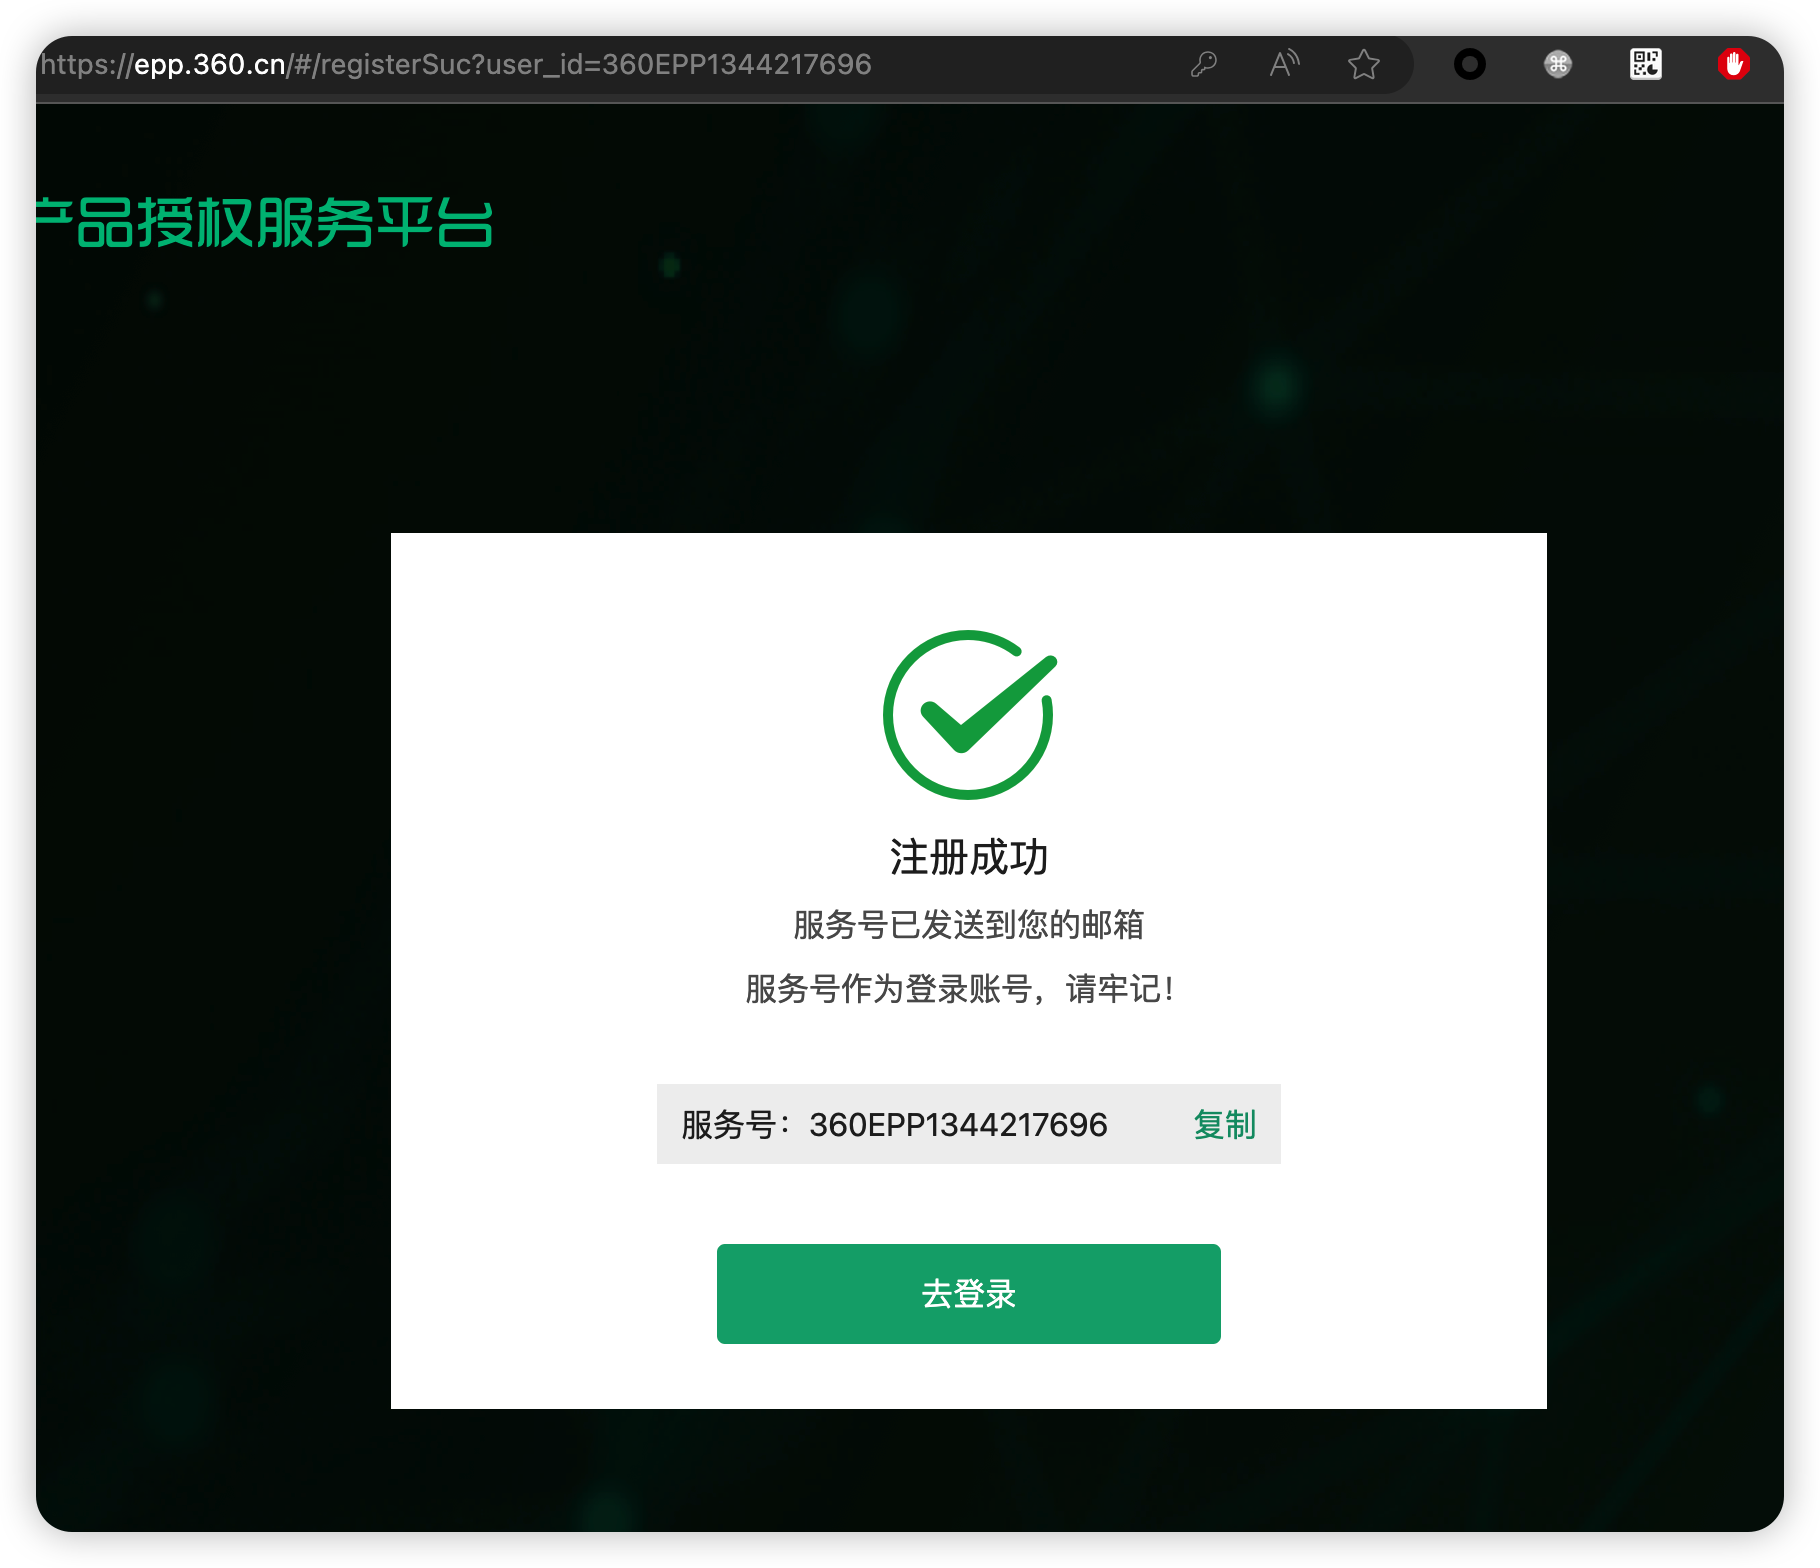 https://epp.360.cn/#/registerSuc?user_id=360EPP1344217696
产品授权服务平台
注册成功
服务号已发送到您的邮箱
服务号作为登录账号，请牢记！
服务号：360EPP1344217696 复制
去登录